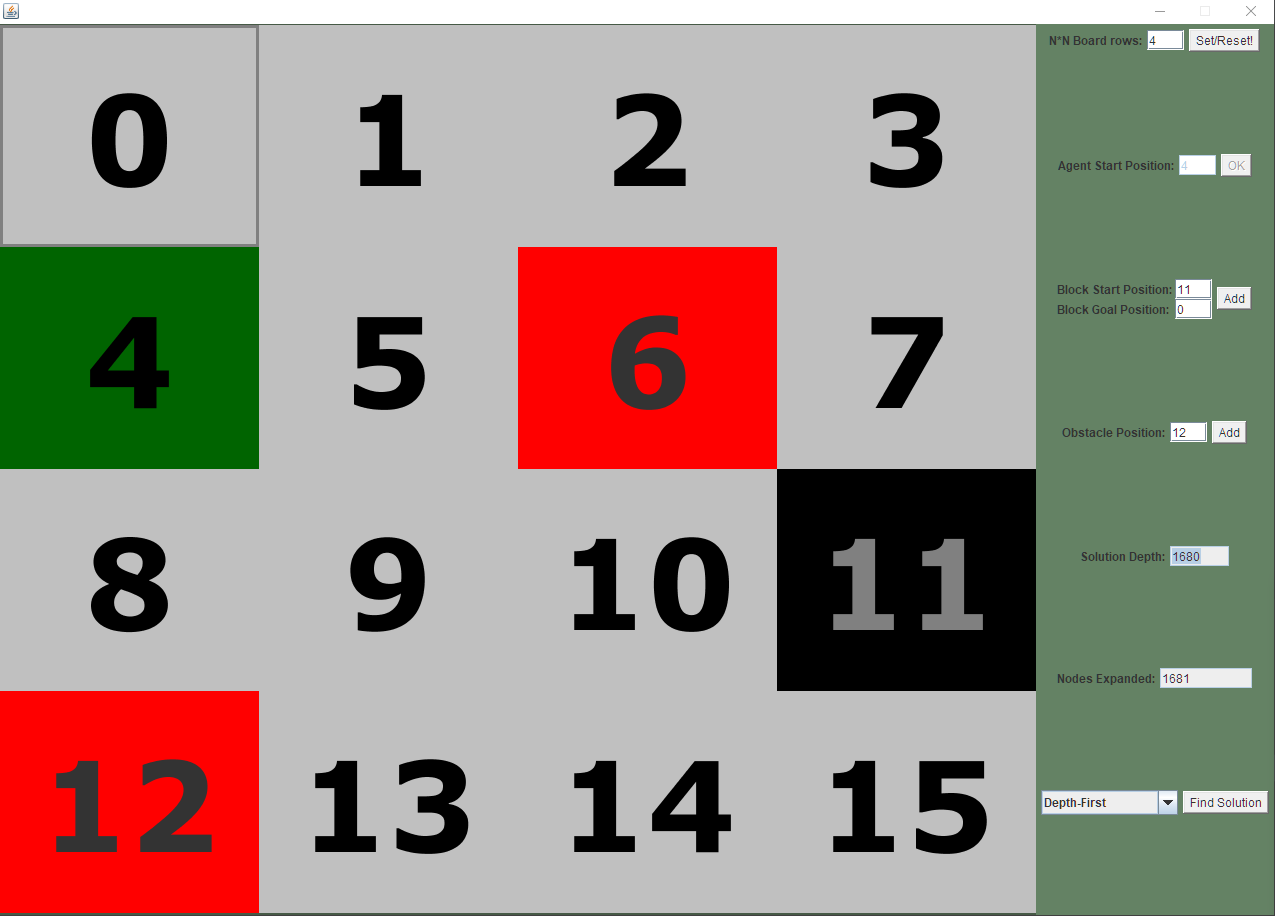 N*N Board rows: 4 Set/Reset!
0 1 2 3
Agent Start Position: 4 OK
4 5 6 7
Block Start Position: 11
Block Goal Position: 0
Add
Obstacle Position: 12 Add
8 9 10 11
Solution Depth: 1680
Nodes Expanded: 1681
12 13 14 15
Depth-First Find Solution